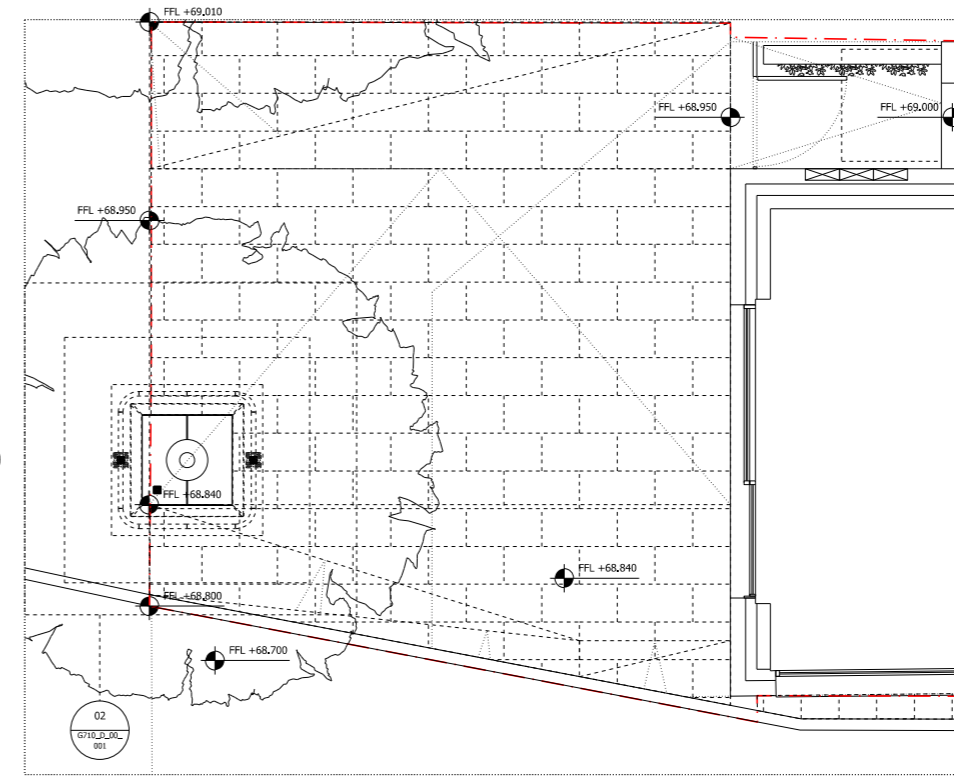 FFL +69.010
FFL +68.950
FFL +69.000
FFL +68.950
FFL +68.840
FFL +68.840
FFL +68.800
FFL +68.700
02
G710_D_00_
001